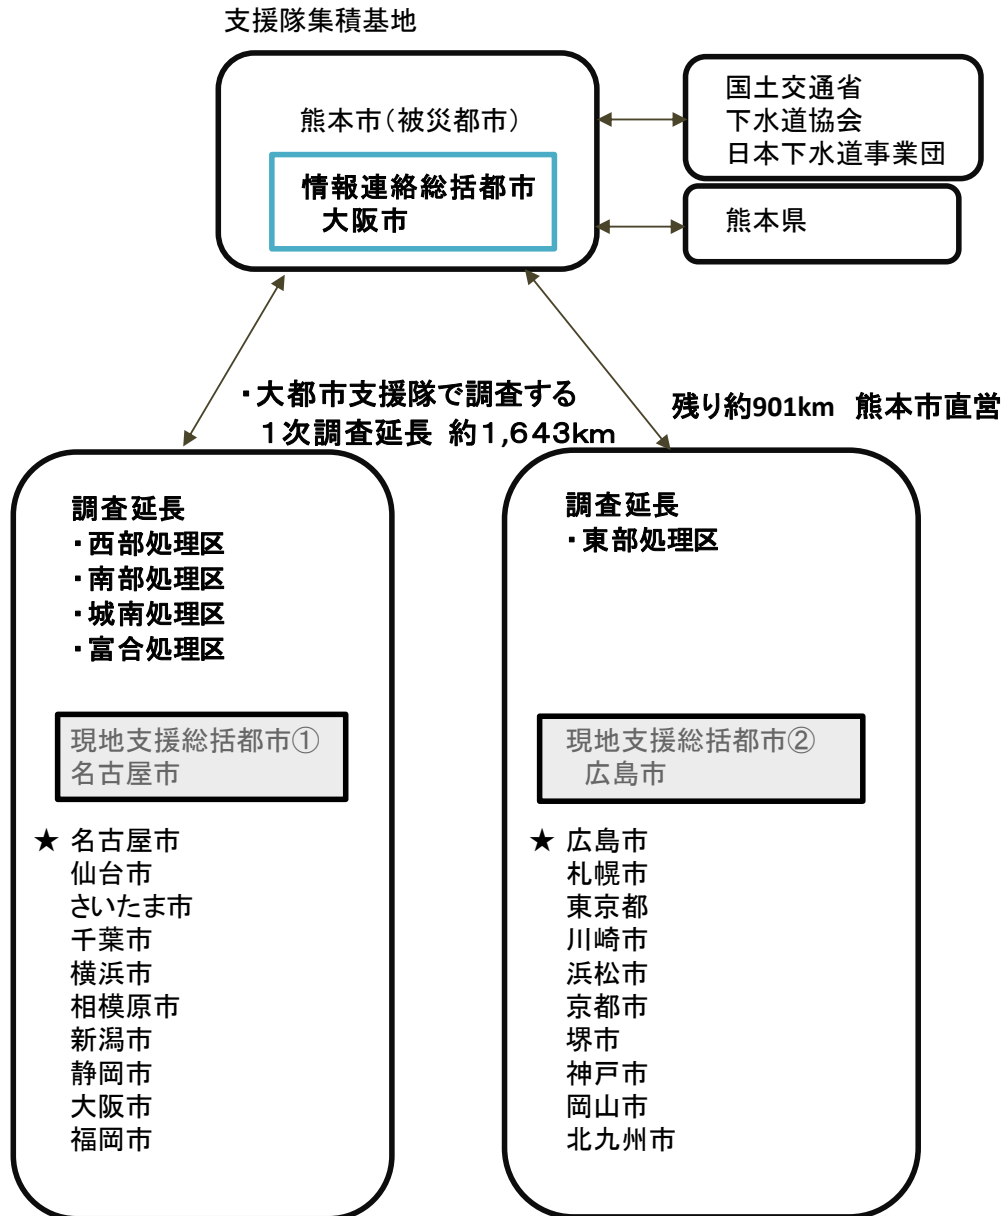 支援隊集積基地
熊本市(被災都市)
情報連絡総括都市
大阪市
国土交通省
下水道協会
日本下水道事業団
熊本県
・大都市支援隊で調査する
1次調査延長 約1,643km
残り約901km 熊本市直営
調査延長
・西部処理区
・南部処理区
・城南処理区
・富合処理区
現地支援総括都市①
名古屋市
★ 名古屋市
仙台市
さいたま市
千葉市
横浜市
相模原市
新潟市
静岡市
大阪市
福岡市
調査延長
・東部処理区
現地支援総括都市②
広島市
★ 広島市
札幌市
東京都
川崎市
浜松市
京都市
堺市
神戸市
岡山市
北九州市